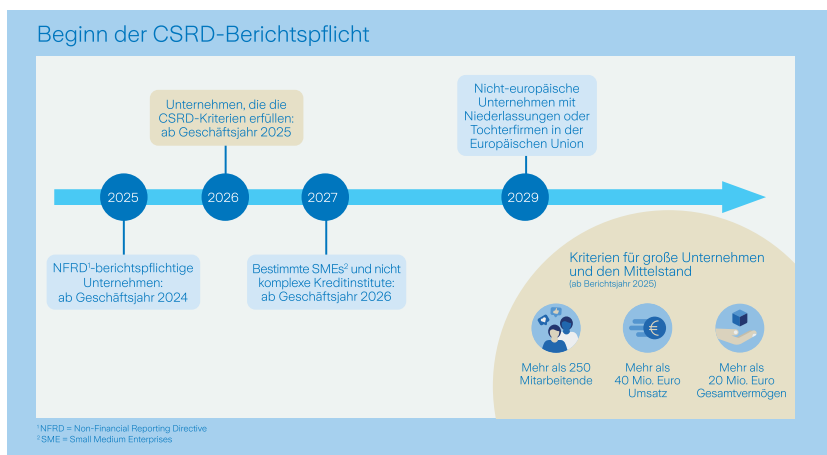 Beginn der CSRD-Berichtspflicht
Unternehmen, die die
CSRD-Kriterien erfüllen:
ab Geschäftsjahr 2025
Nicht-europäische
Unternehmen mit
Niederlassungen oder
Tochterfirmen in der
Europäischen Union
2025
2026
2027
2029
NFRD¹-berichtspflichtige
Unternehmen:
ab Geschäftsjahr 2024
Bestimmte SMEs² und nicht
komplexe Kreditinstitute:
ab Geschäftsjahr 2026
Kriterien für große Unternehmen
und den Mittelstand
(ab Berichtsjahr 2025)
€
Mehr als 250
Mitarbeitende
Mehr als
40 Mio. Euro
Umsatz
Mehr als
20 Mio. Euro
Gesamtvermögen
¹ NFRD = Non-Financial Reporting Directive
² SME = Small Medium Enterprises